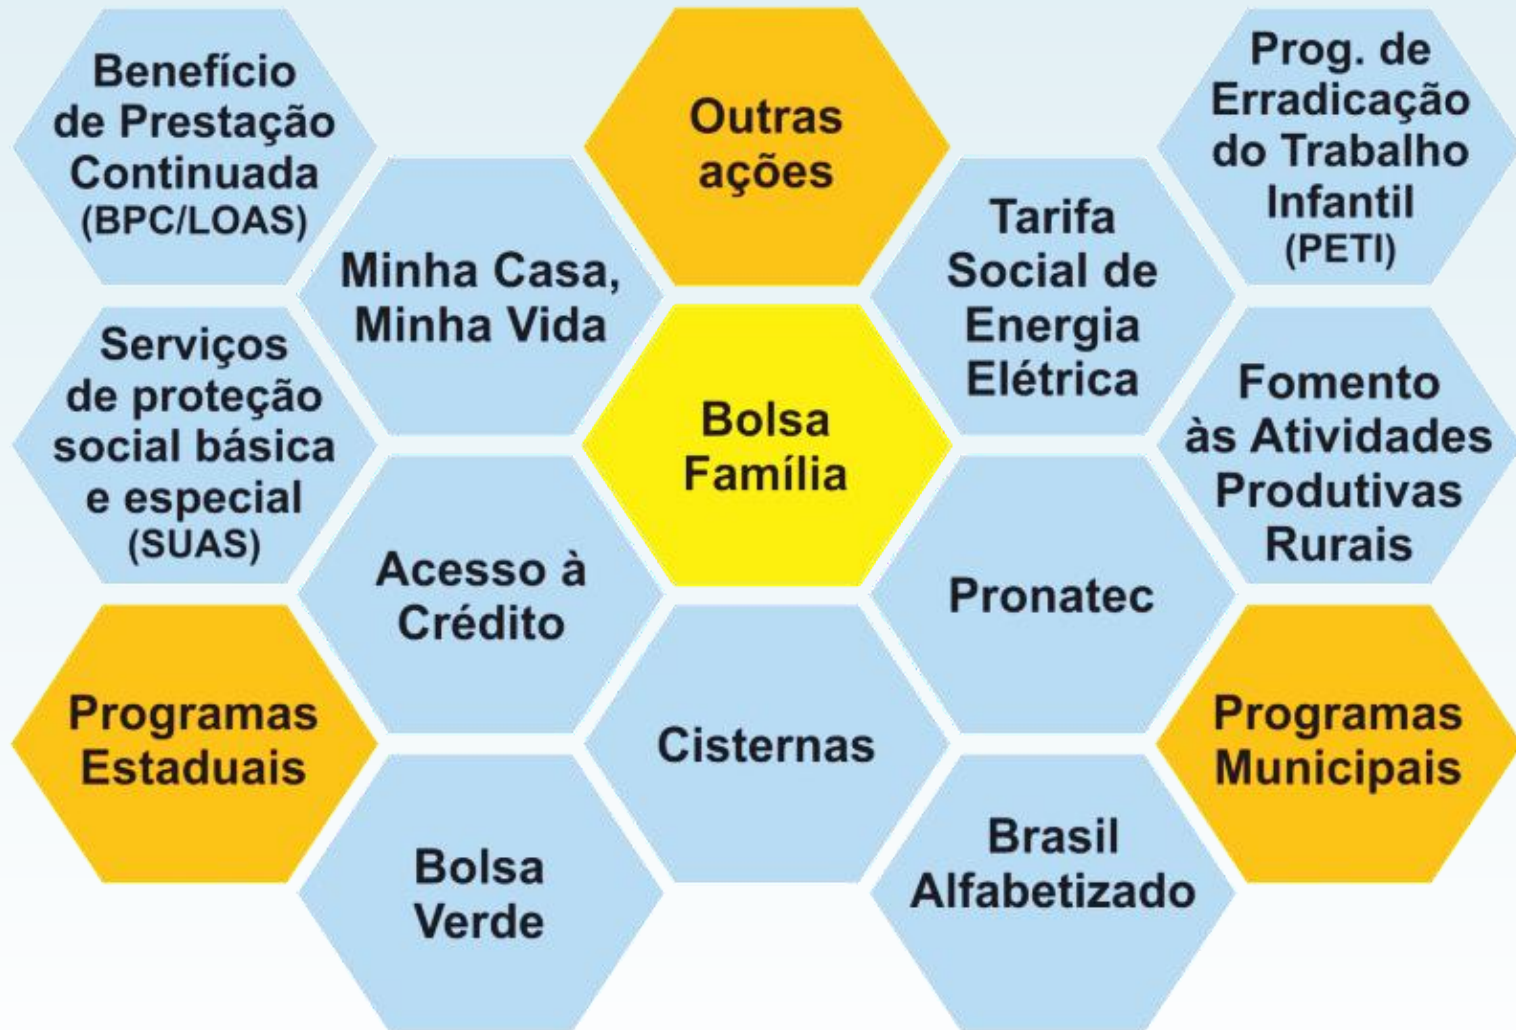 Benefício
de Prestação
Continuada
(BPC/LOAS)
Outras
ações
Prog. de
Erradicação
do Trabalho
Infantil
(PETI)
Minha Casa,
Minha Vida
Tarifa
Social de
Energia
Elétrica
Serviços
de proteção
social básica
e especial
(SUAS)
Bolsa
Família
Fomento
às Atividades
Produtivas
Rurais
Acesso à
Crédito
Pronatec
Programas
Estaduais
Cisternas
Programas
Municipais
Bolsa
Verde
Brasil
Alfabetizado